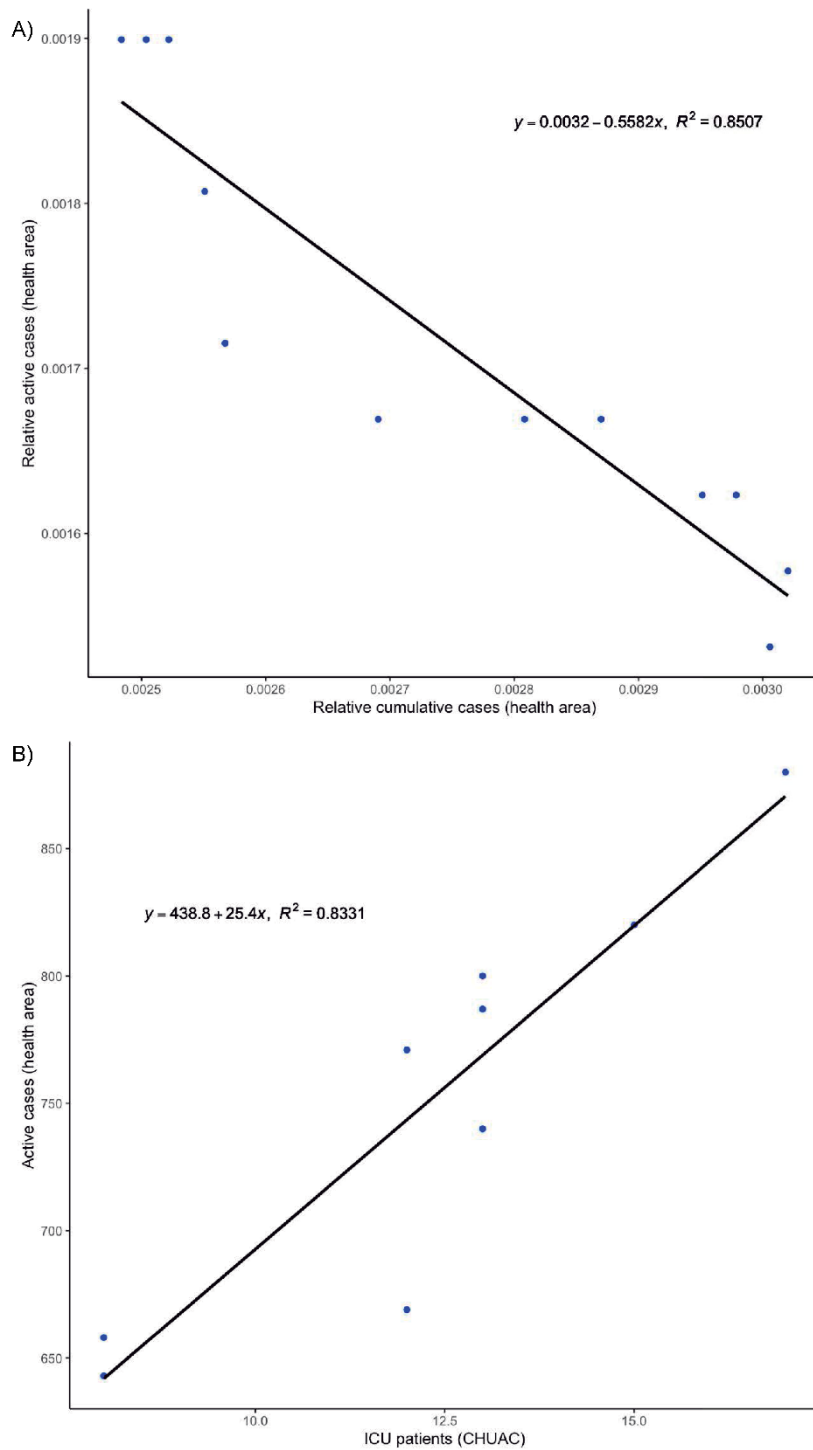 A)
0.0019
y = 0.0032 − 0.5582x, R² = 0.8507
0.0018
Relative active cases (health area)
0.0017
0.0016
0.0025 0.0026 0.0027 0.0028 0.0029 0.0030
Relative cumulative cases (health area)
B)
850
y = 438.8 + 25.4x, R² = 0.8331
800
Active cases (health area)
750
700
650
10.0 12.5 15.0
ICU patients (CHUAC)